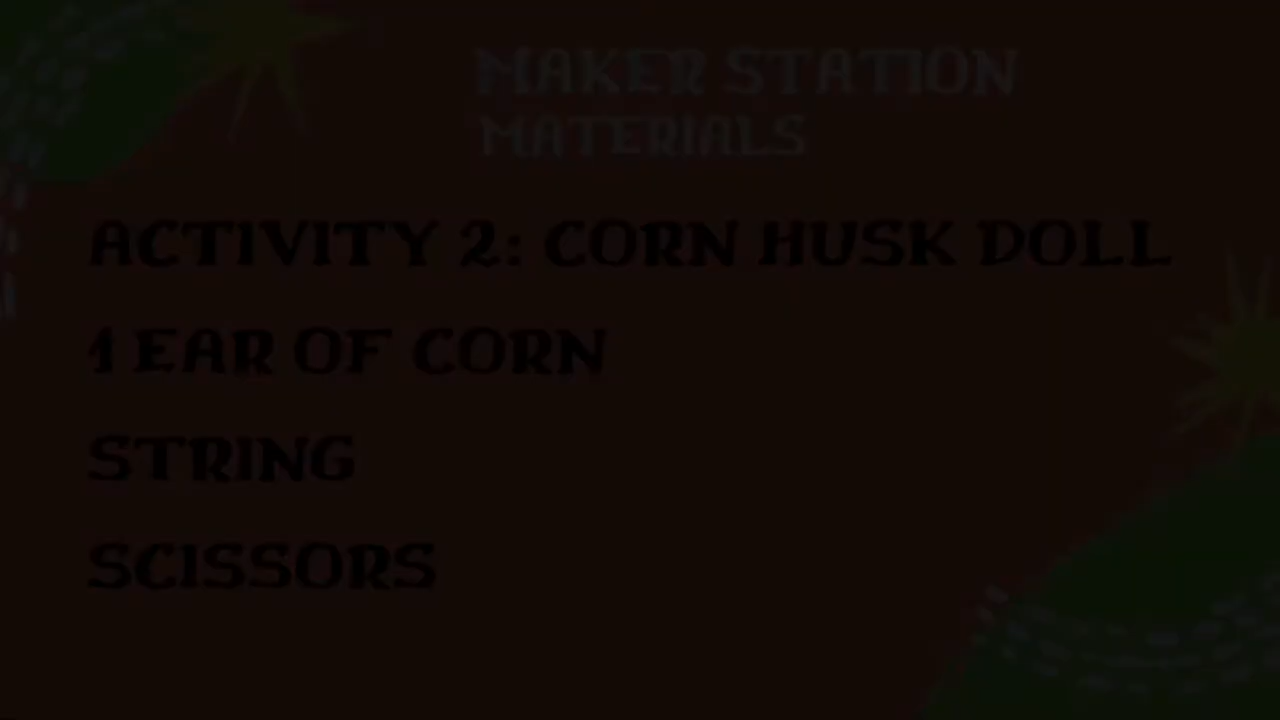 MAKER STATION
MATERIALS
ACTIVITY 2: CORN HUSK DOLL
1 EAR OF CORN
STRING
SCISSORS